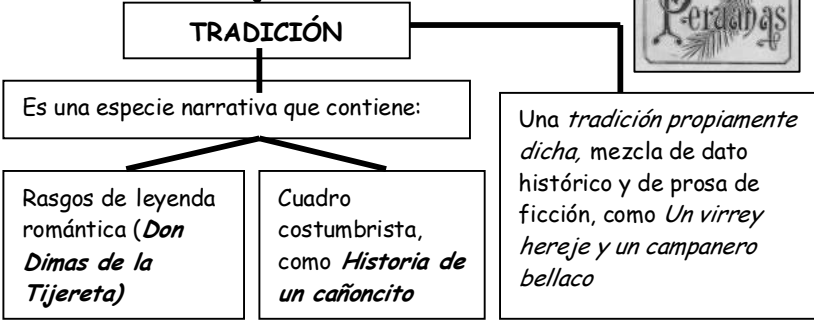 Peruanas
TRADICIÓN
Es una especie narrativa que contiene:
Rasgos de leyenda
romántica (Don
Dimas de la
Tijereta)
Cuadro
costumbrista,
como Historia de
un cañoncito
Una tradición propiamente
dicha, mezcla de dato
histórico y de prosa de
ficción, como Un virrey
hereje y un campanero
bellaco